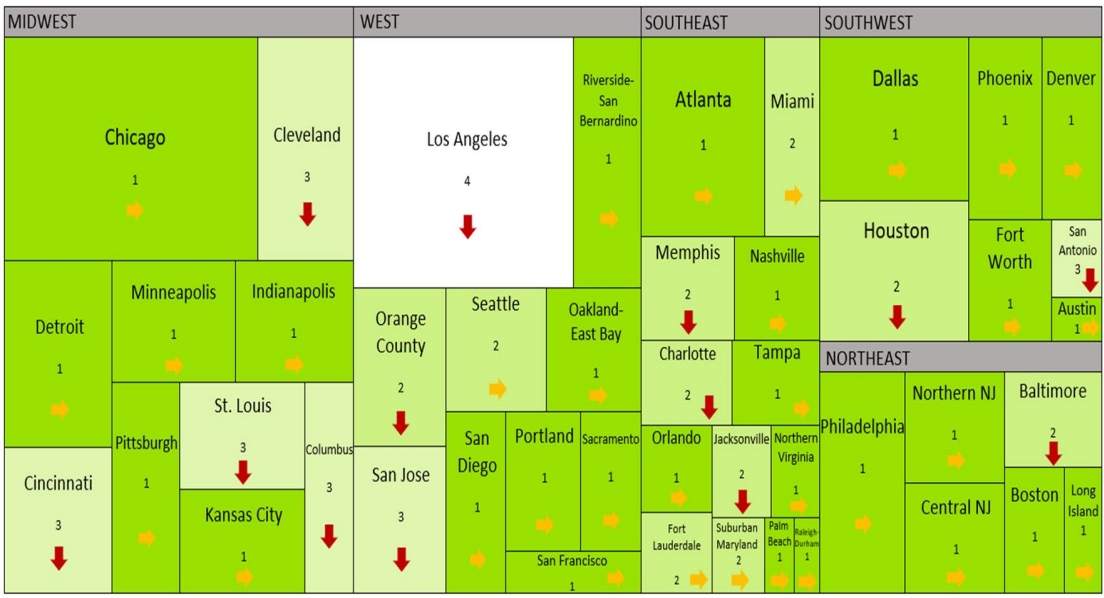 MIDWEST
Chicago
1
Cleveland
3
Detroit
1
Minneapolis
1
Indianapolis
1
Cincinnati
3
Pittsburgh
1
St. Louis
3
Kansas City
1
Columbus
3
WEST
Los Angeles
4
Riverside-
San
Bernardino
1
Orange
County
2
Seattle
2
Oakland-
East Bay
1
San Jose
3
San
Diego
1
Portland
1
Sacramento
1
San Francisco
1
SOUTHEAST
Atlanta
1
Miami
2
Memphis
2
Nashville
1
Charlotte
2
Tampa
1
Orlando
1
Jacksonville
2
Northern
Virginia
1
Fort
Lauderdale
2
Suburban
Maryland
2
Palm
Beach
1
Raleigh-
Durham
1
SOUTHWEST
Dallas
1
Phoenix
1
Denver
1
Houston
2
Fort
Worth
1
San
Antonio
3
Austin
1
NORTHEAST
Philadelphia
1
Northern NJ
1
Baltimore
2
Central NJ
1
Boston
1
Long
Island
1